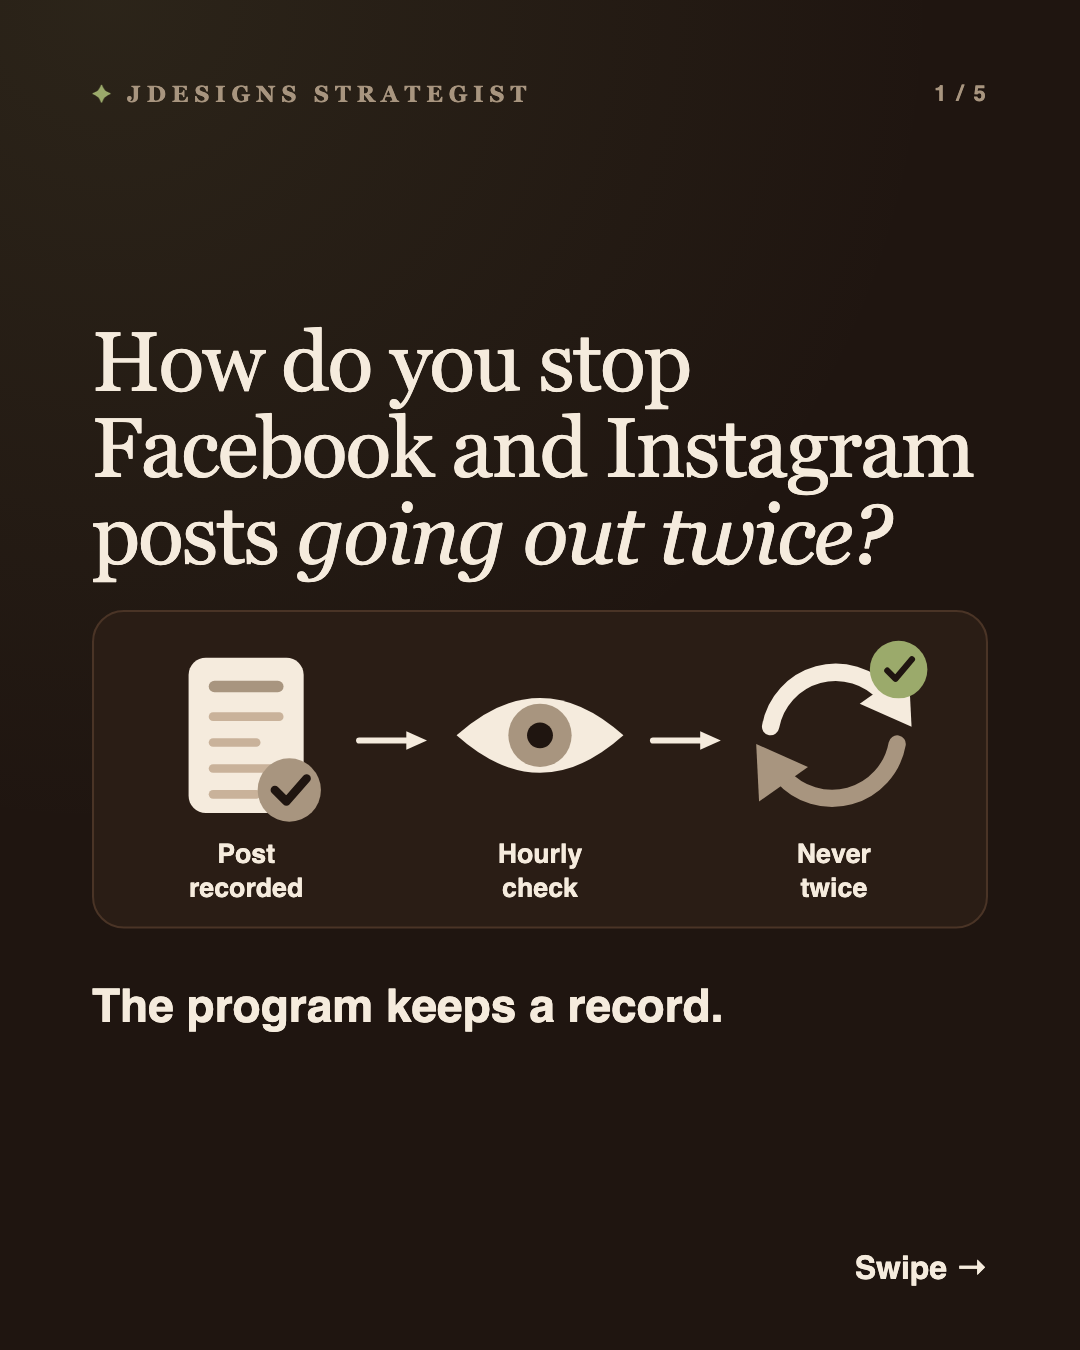 JDESIGNS STRATEGIST
1 / 5
How do you stop
Facebook and Instagram
posts going out twice?
Post
recorded
Hourly
check
Never
twice
The program keeps a record.
Swipe →